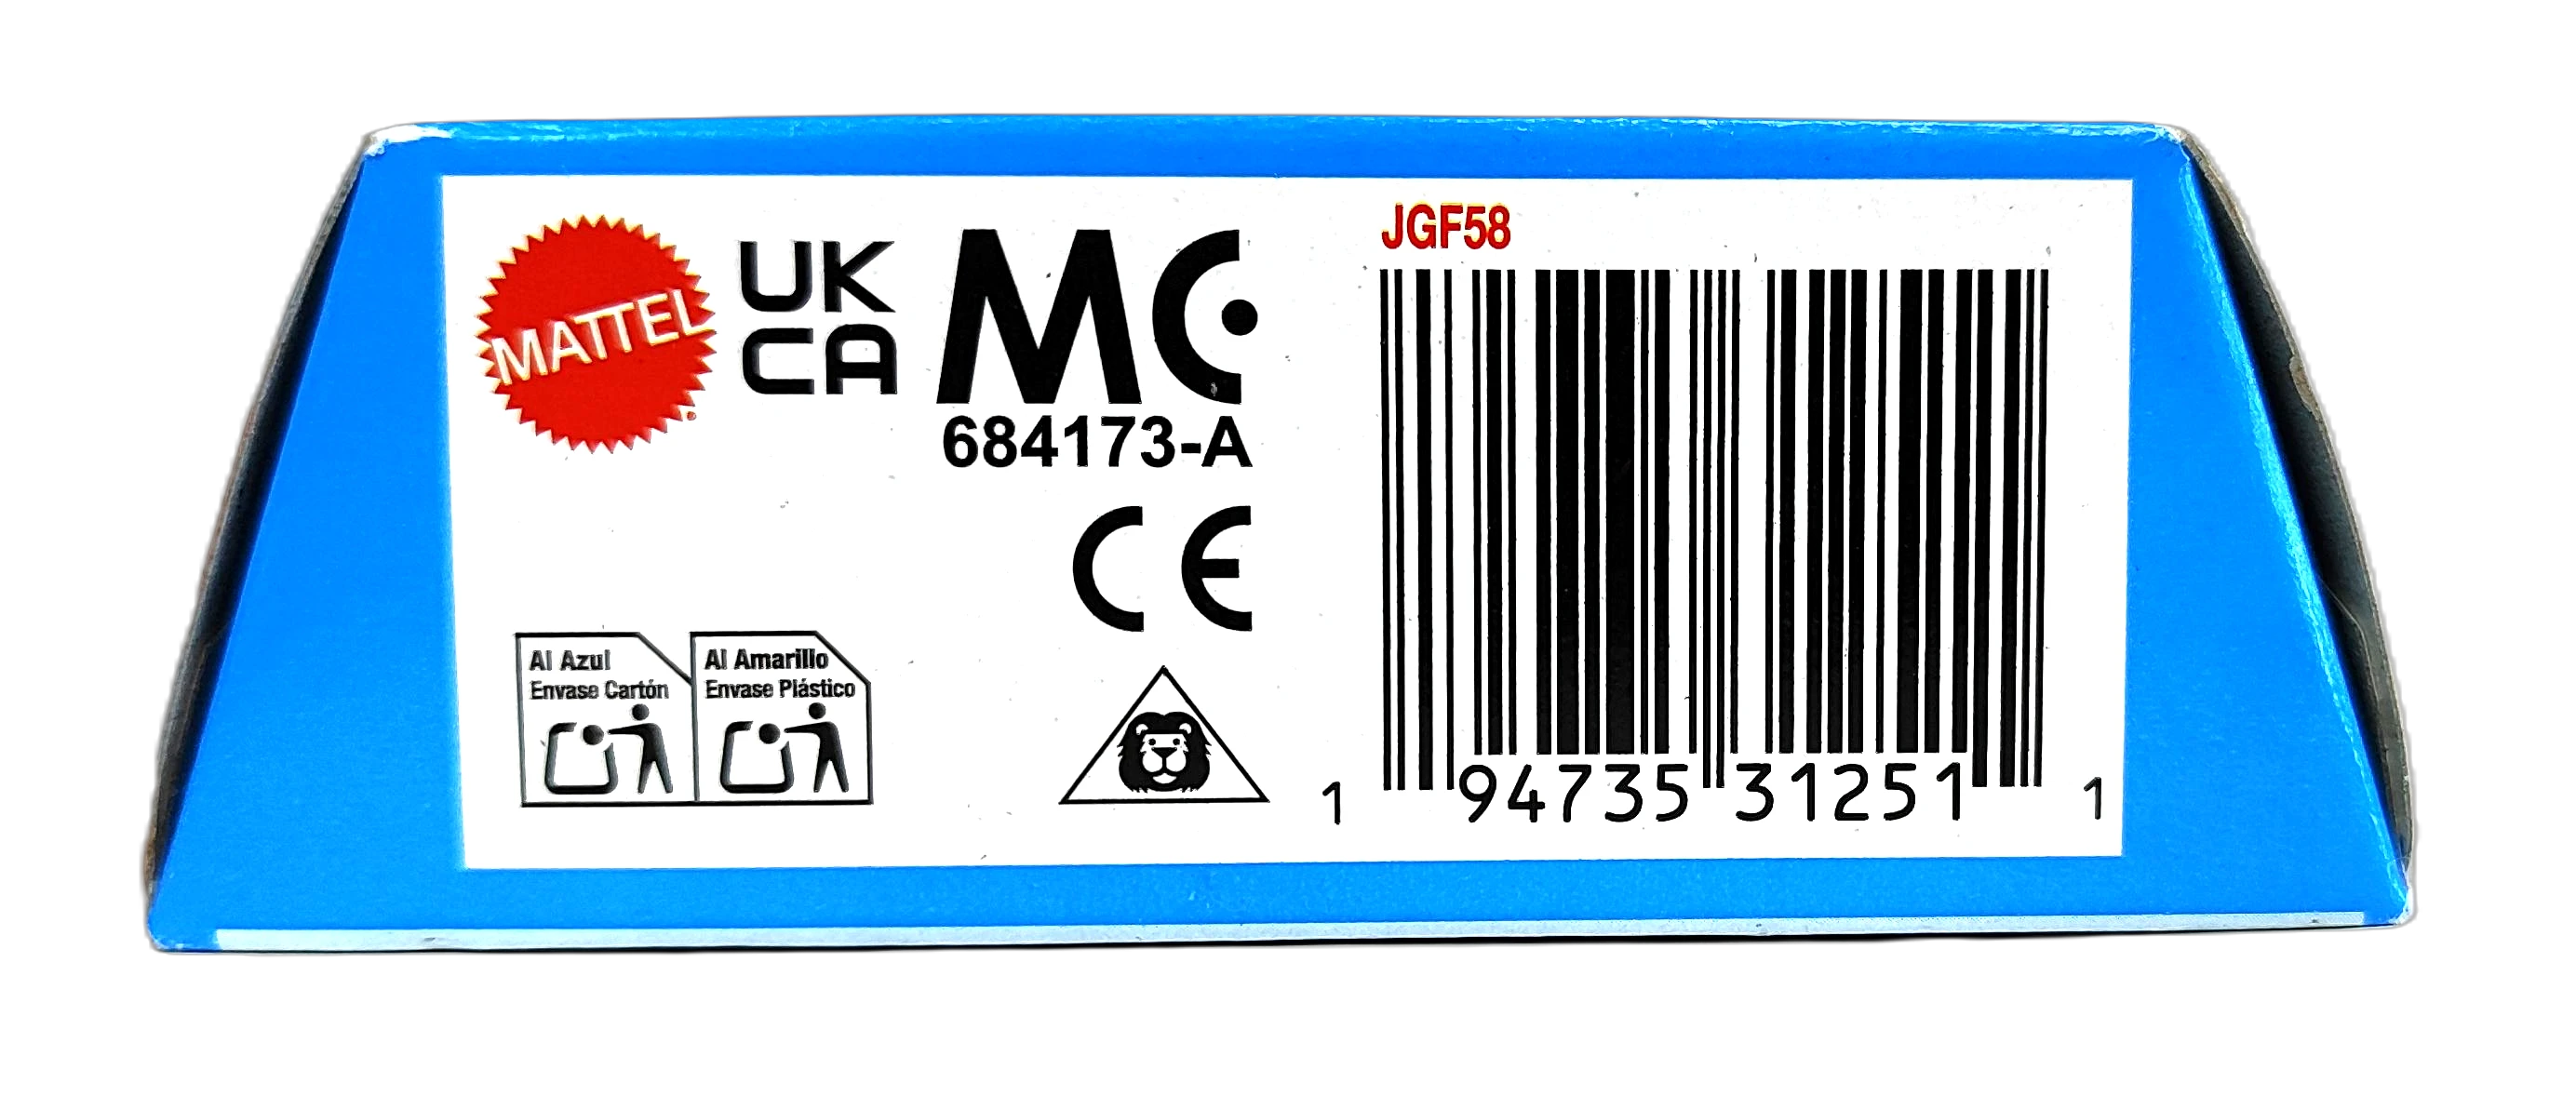 MATTEL
UK
CA
MC
684173-A
CE
Al Azul
Envase Cartón
Al Amarillo
Envase Plástico
JGF58
1 94735 31251 1